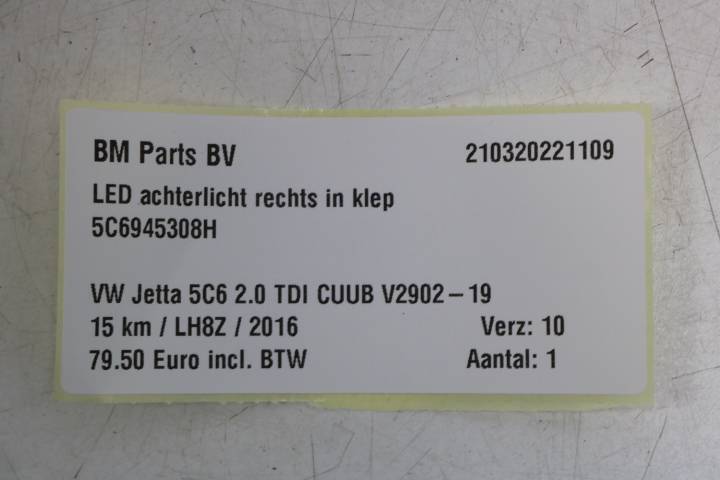 BM Parts BV 210320221109
LED achterlicht rechts in klep
5C6945308H
VW Jetta 5C6 2.0 TDI CUUB V2902-19
15 km / LH8Z / 2016 Verz: 10
79.50 Euro incl. BTW Aantal: 1